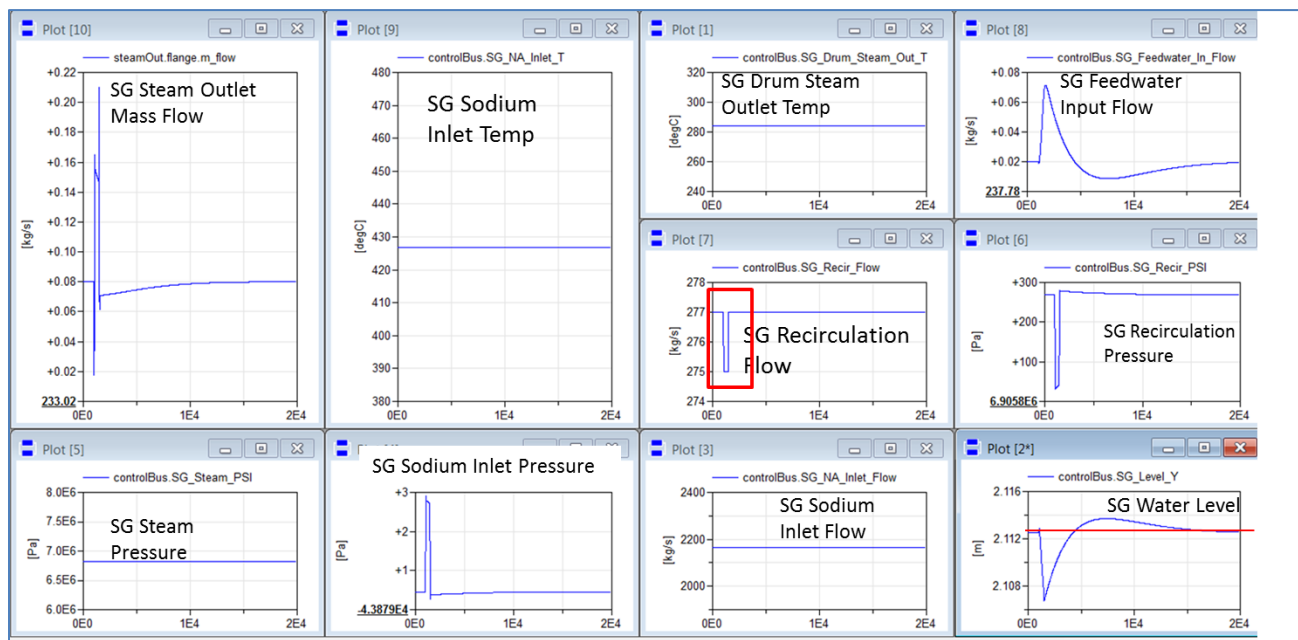 Plot [10]
steamOut.flange.m_flow
+0.22
+0.20
+0.18
+0.16
+0.14
+0.12
+0.10
+0.08
+0.06
+0.04
+0.02
233.02
[kg/s]
0E0
1E4
2E4
SG Steam Outlet
Mass Flow
Plot [9]
controlBus.SG_NA_Inlet_T
480
470
460
450
440
430
420
410
400
390
380
[degC]
0E0
1E4
2E4
SG Sodium
Inlet Temp
Plot [1]
controlBus.SG_Drum_Steam_Out_T
320
300
280
260
240
[degC]
0E0
1E4
2E4
SG Drum Steam
Outlet Temp
Plot [8]
controlBus.SG_Feedwater_In_Flow
+0.08
+0.06
+0.04
+0.02
237.78
[kg/s]
0E0
1E4
2E4
SG Feedwater
Input Flow
Plot [7]
controlBus.SG_Recir_Flow
278
277
276
275
274
[kg/s]
0E0
1E4
2E4
SG Recirculation
Flow
Plot [6]
controlBus.SG_Recir_PSI
+300
+200
+100
6.9058E6
[Pa]
0E0
1E4
2E4
SG Recirculation
Pressure
Plot [5]
controlBus.SG_Steam_PSI
8.0E6
7.5E6
7.0E6
6.5E6
6.0E6
[Pa]
0E0
1E4
2E4
SG Steam
Pressure
SG Sodium Inlet Pressure
+3
+2
+1
-4.3879E4
[Pa]
0E0
1E4
2E4
Plot [3]
controlBus.SG_NA_Inlet_Flow
2400
2200
2000
[kg/s]
0E0
1E4
2E4
SG Sodium
Inlet Flow
Plot [2*]
controlBus.SG_Level_Y
2.116
2.112
2.108
[m]
0E0
1E4
2E4
SG Water Level